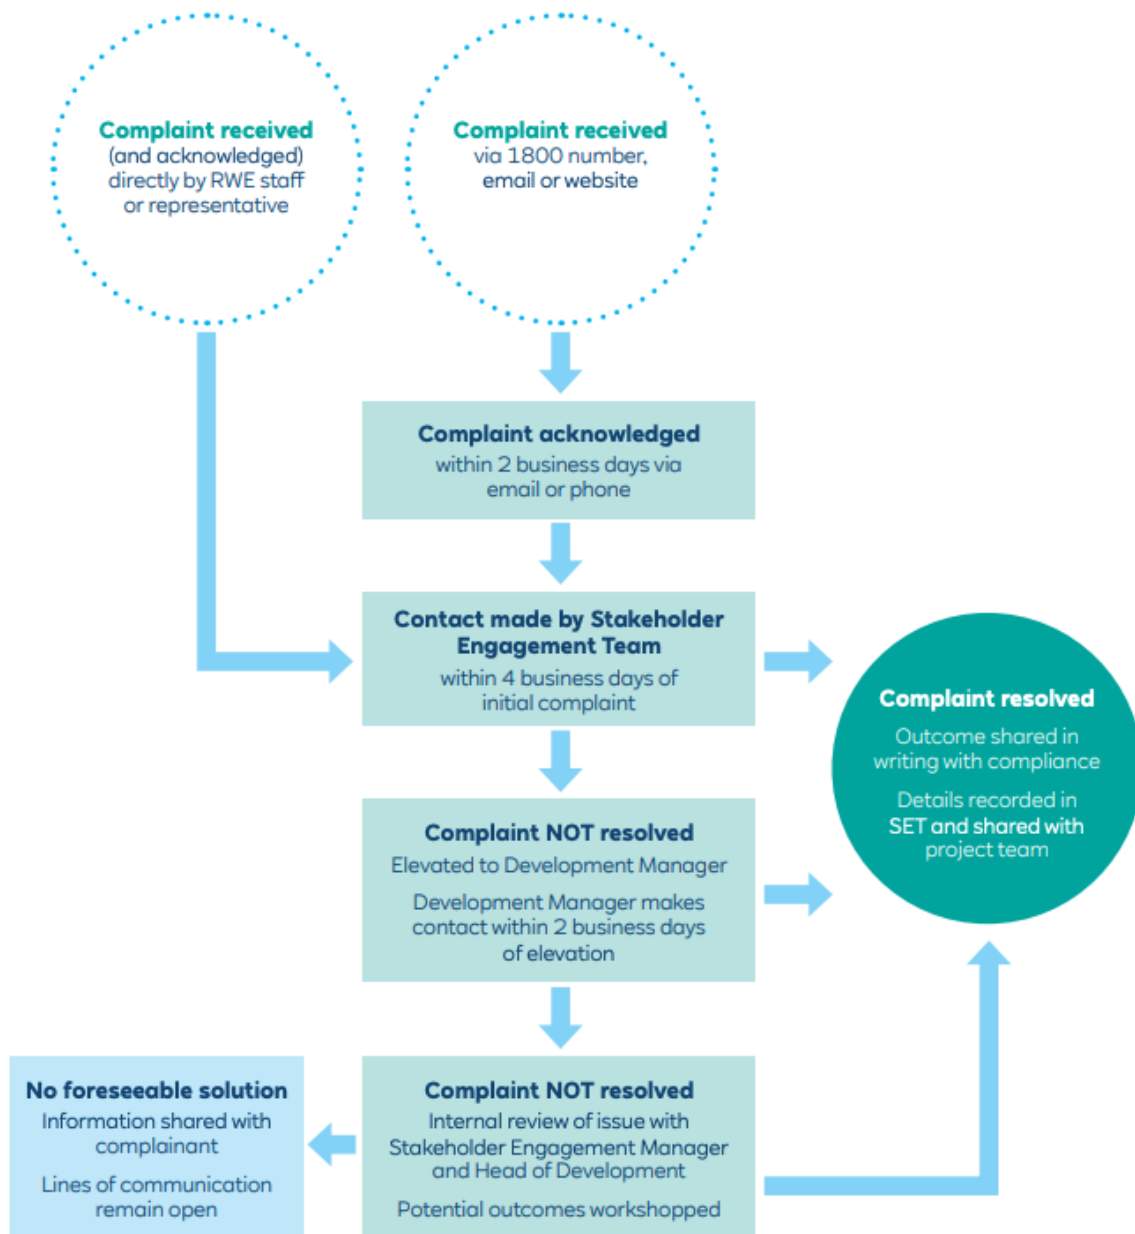 Complaint received
(and acknowledged)
directly by RWE staff
or representative
Complaint received
via 1800 number,
email or website
Complaint acknowledged
within 2 business days via
email or phone
Contact made by Stakeholder
Engagement Team
within 4 business days of
initial complaint
Complaint resolved
Outcome shared in
writing with compliance
Details recorded in
SET and shared with
project team
Complaint NOT resolved
Elevated to Development Manager
Development Manager makes
contact within 2 business days
of elevation
No foreseeable solution
Information shared with
complainant
Lines of communication
remain open
Complaint NOT resolved
Internal review of issue with
Stakeholder Engagement Manager
and Head of Development
Potential outcomes workshopped